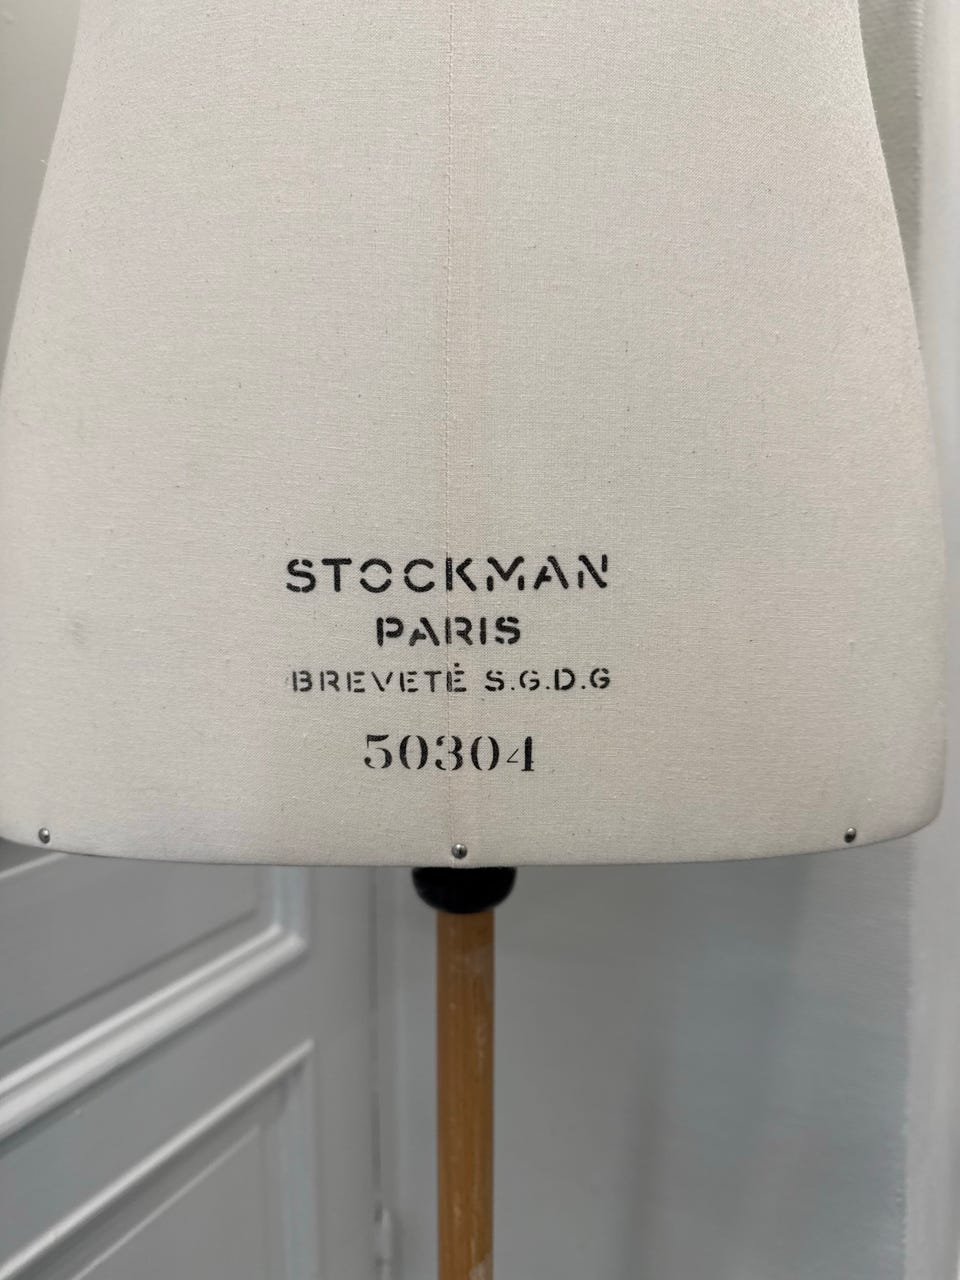 STOCKMAN
PARIS
BREVETÉ S.G.D.G
50304